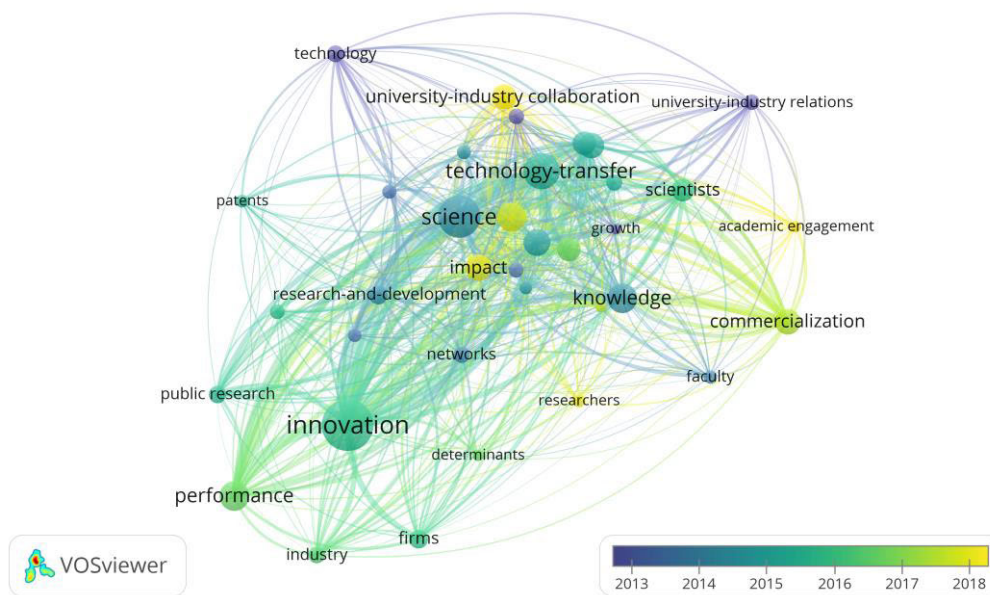 technology
university-industry collaboration
university-industry relations
technology-transfer
scientists
patents
science
growth
academic engagement
impact
research-and-development
knowledge
commercialization
networks
faculty
public research
researchers
innovation
determinants
performance
firms
industry
VOSviewer
2013 2014 2015 2016 2017 2018